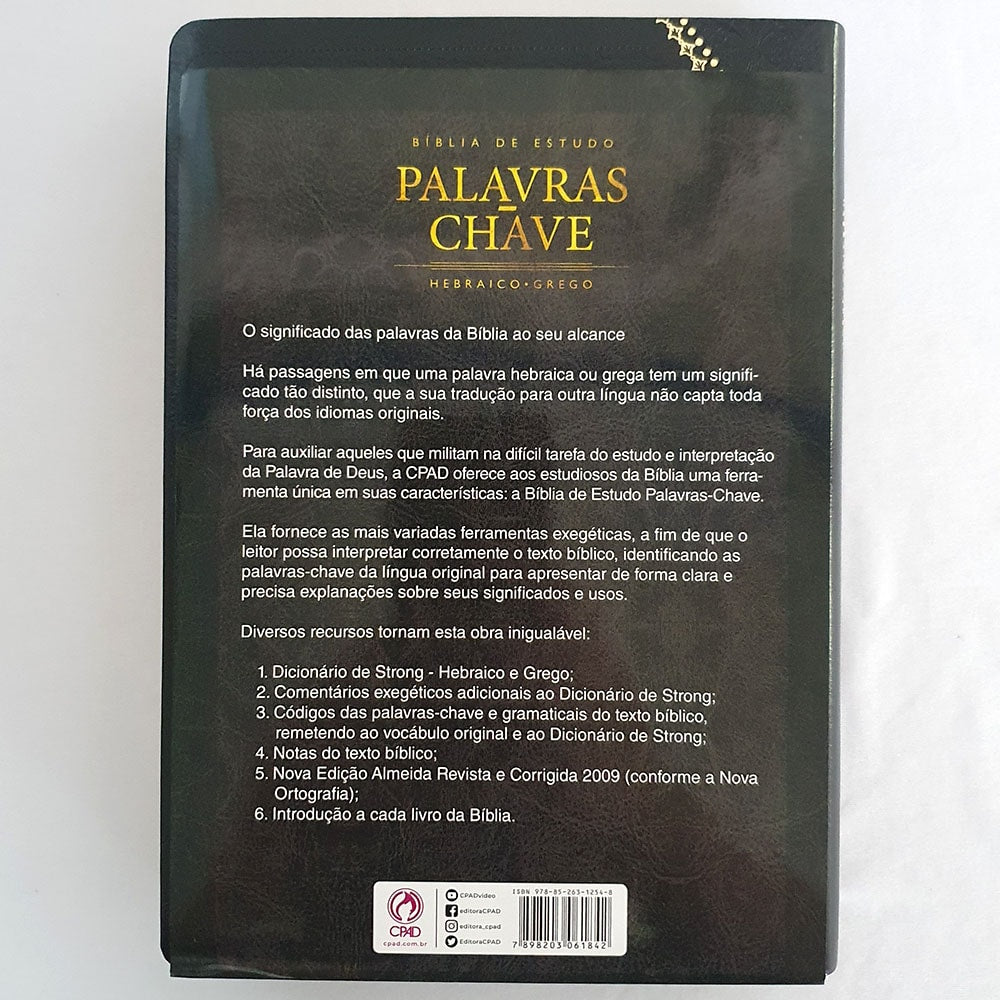 BÍBLIA DE ESTUDO
PALAVRAS
CHAVE
HEBRAICO • GREGO
O significado das palavras da Bíblia ao seu alcance
Há passagens em que uma palavra hebraica ou grega tem um signifi-
cado tão distinto, que a sua tradução para outra língua não capta toda
força dos idiomas originais.
Para auxiliar aqueles que militam na difícil tarefa do estudo e interpretação
da Palavra de Deus, a CPAD oferece aos estudiosos da Bíblia uma ferra-
menta única em suas características: a Bíblia de Estudo Palavras-Chave.
Ela fornece as mais variadas ferramentas exegéticas, a fim de que o
leitor possa interpretar corretamente o texto bíblico, identificando as
palavras-chave da língua original para apresentar de forma clara e
precisa explanações sobre seus significados e usos.
Diversos recursos tornam esta obra inigualável:
1. Dicionário de Strong - Hebraico e Grego;
2. Comentários exegéticos adicionais ao Dicionário de Strong;
3. Códigos das palavras-chave e gramaticais do texto bíblico,
remetendo ao vocábulo original e ao Dicionário de Strong;
4. Notas do texto bíblico;
5. Nova Edição Almeida Revista e Corrigida 2009 (conforme a Nova
Ortografia);
6. Introdução a cada livro da Bíblia.
CPAD
cpad.com.br
CPADvideo
editoraCPAD
editora_cpad
EditoraCPAD
ISBN 978-85-263-1254-8
7 898203 061842